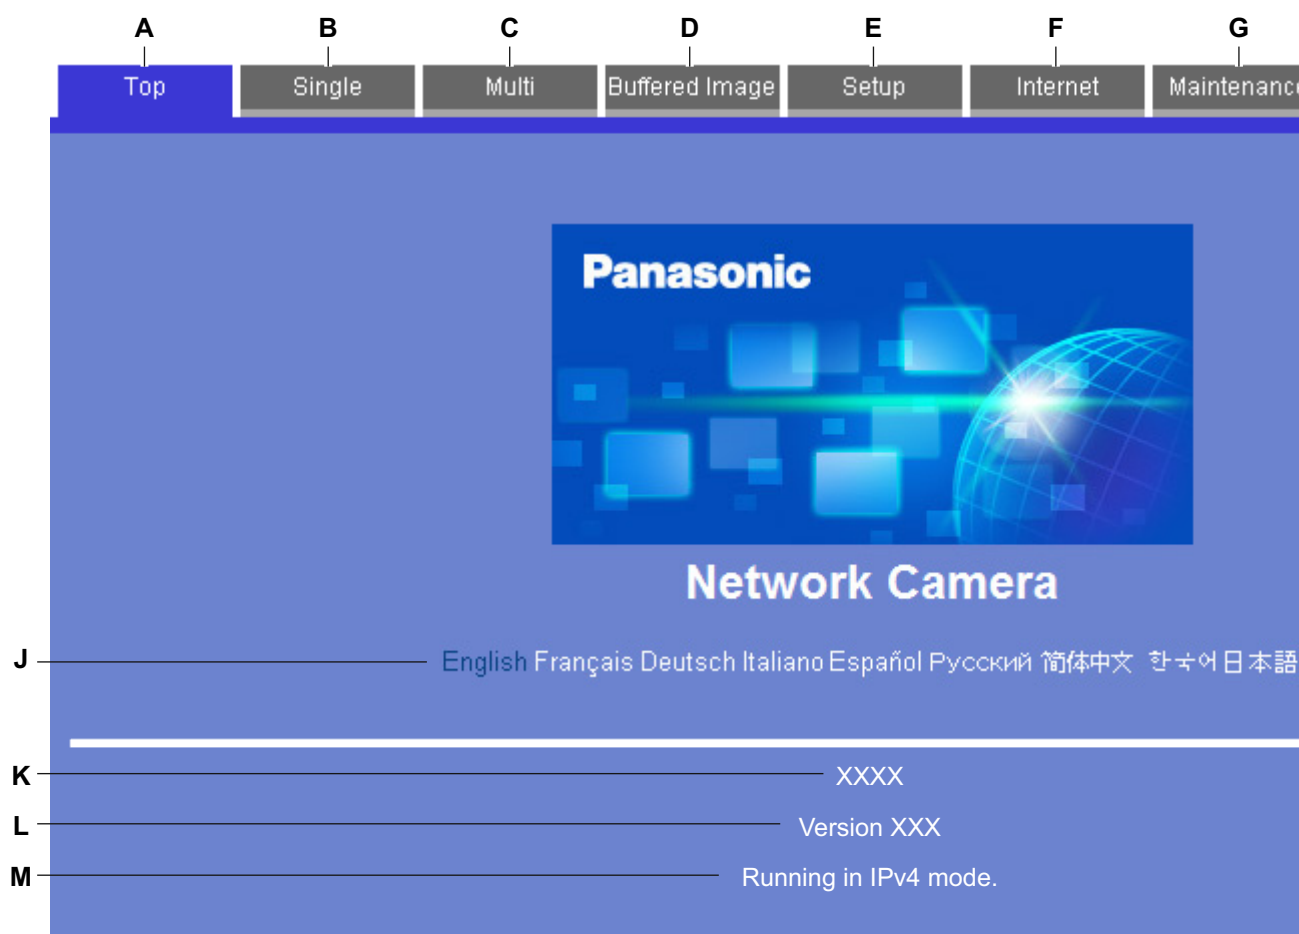 A B C D E F G
Top Single Multi Buffered Image Setup Internet Maintenanc
Panasonic
Network Camera
J English Français Deutsch Italiano Español Русский 简体中文 한국어 日本語
K XXXX
L Version XXX
M Running in IPv4 mode.